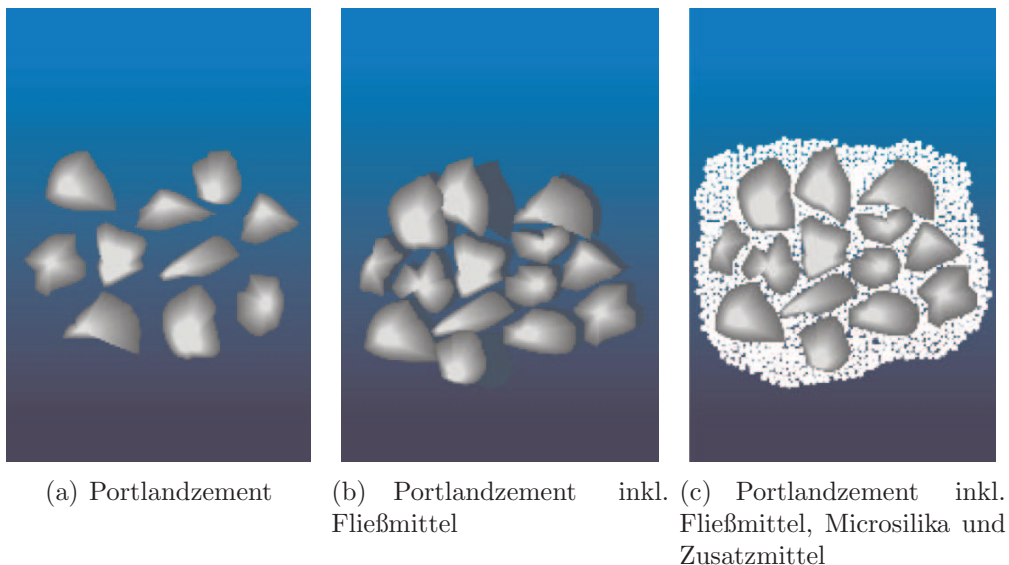 (a) Portlandzement
(b) Portlandzement inkl.
Fließmittel
(c) Portlandzement inkl.
Fließmittel, Microsilika und
Zusatzmittel